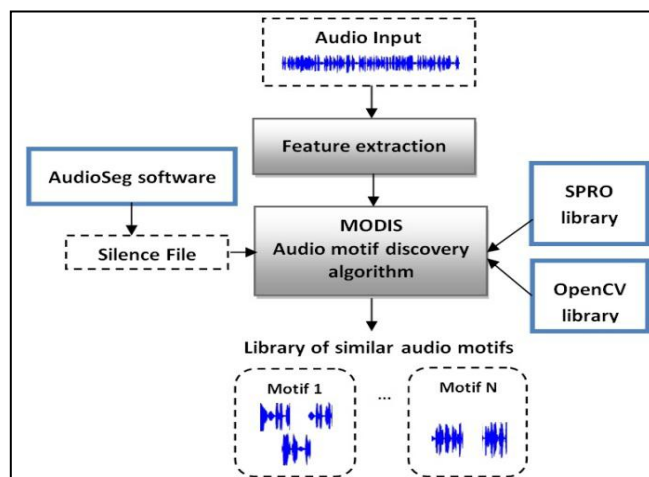 Audio Input
Feature extraction
AudioSeg software
Silence File
MODIS
Audio motif discovery
algorithm
SPRO
library
OpenCV
library
Library of similar audio motifs
Motif 1
...
Motif N